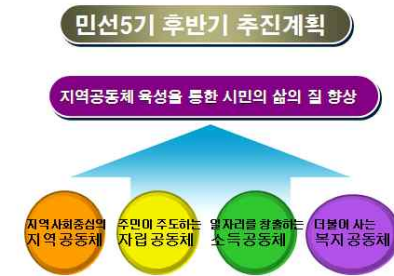 민선5기 후반기 추진계획
지역공동체 육성을 통한 시민의 삶의 질 향상
지역사회중심의
지역공동체
주민이 주도하는
자립공동체
일자리를 창출하는
소득공동체
더불어 사는
복지공동체